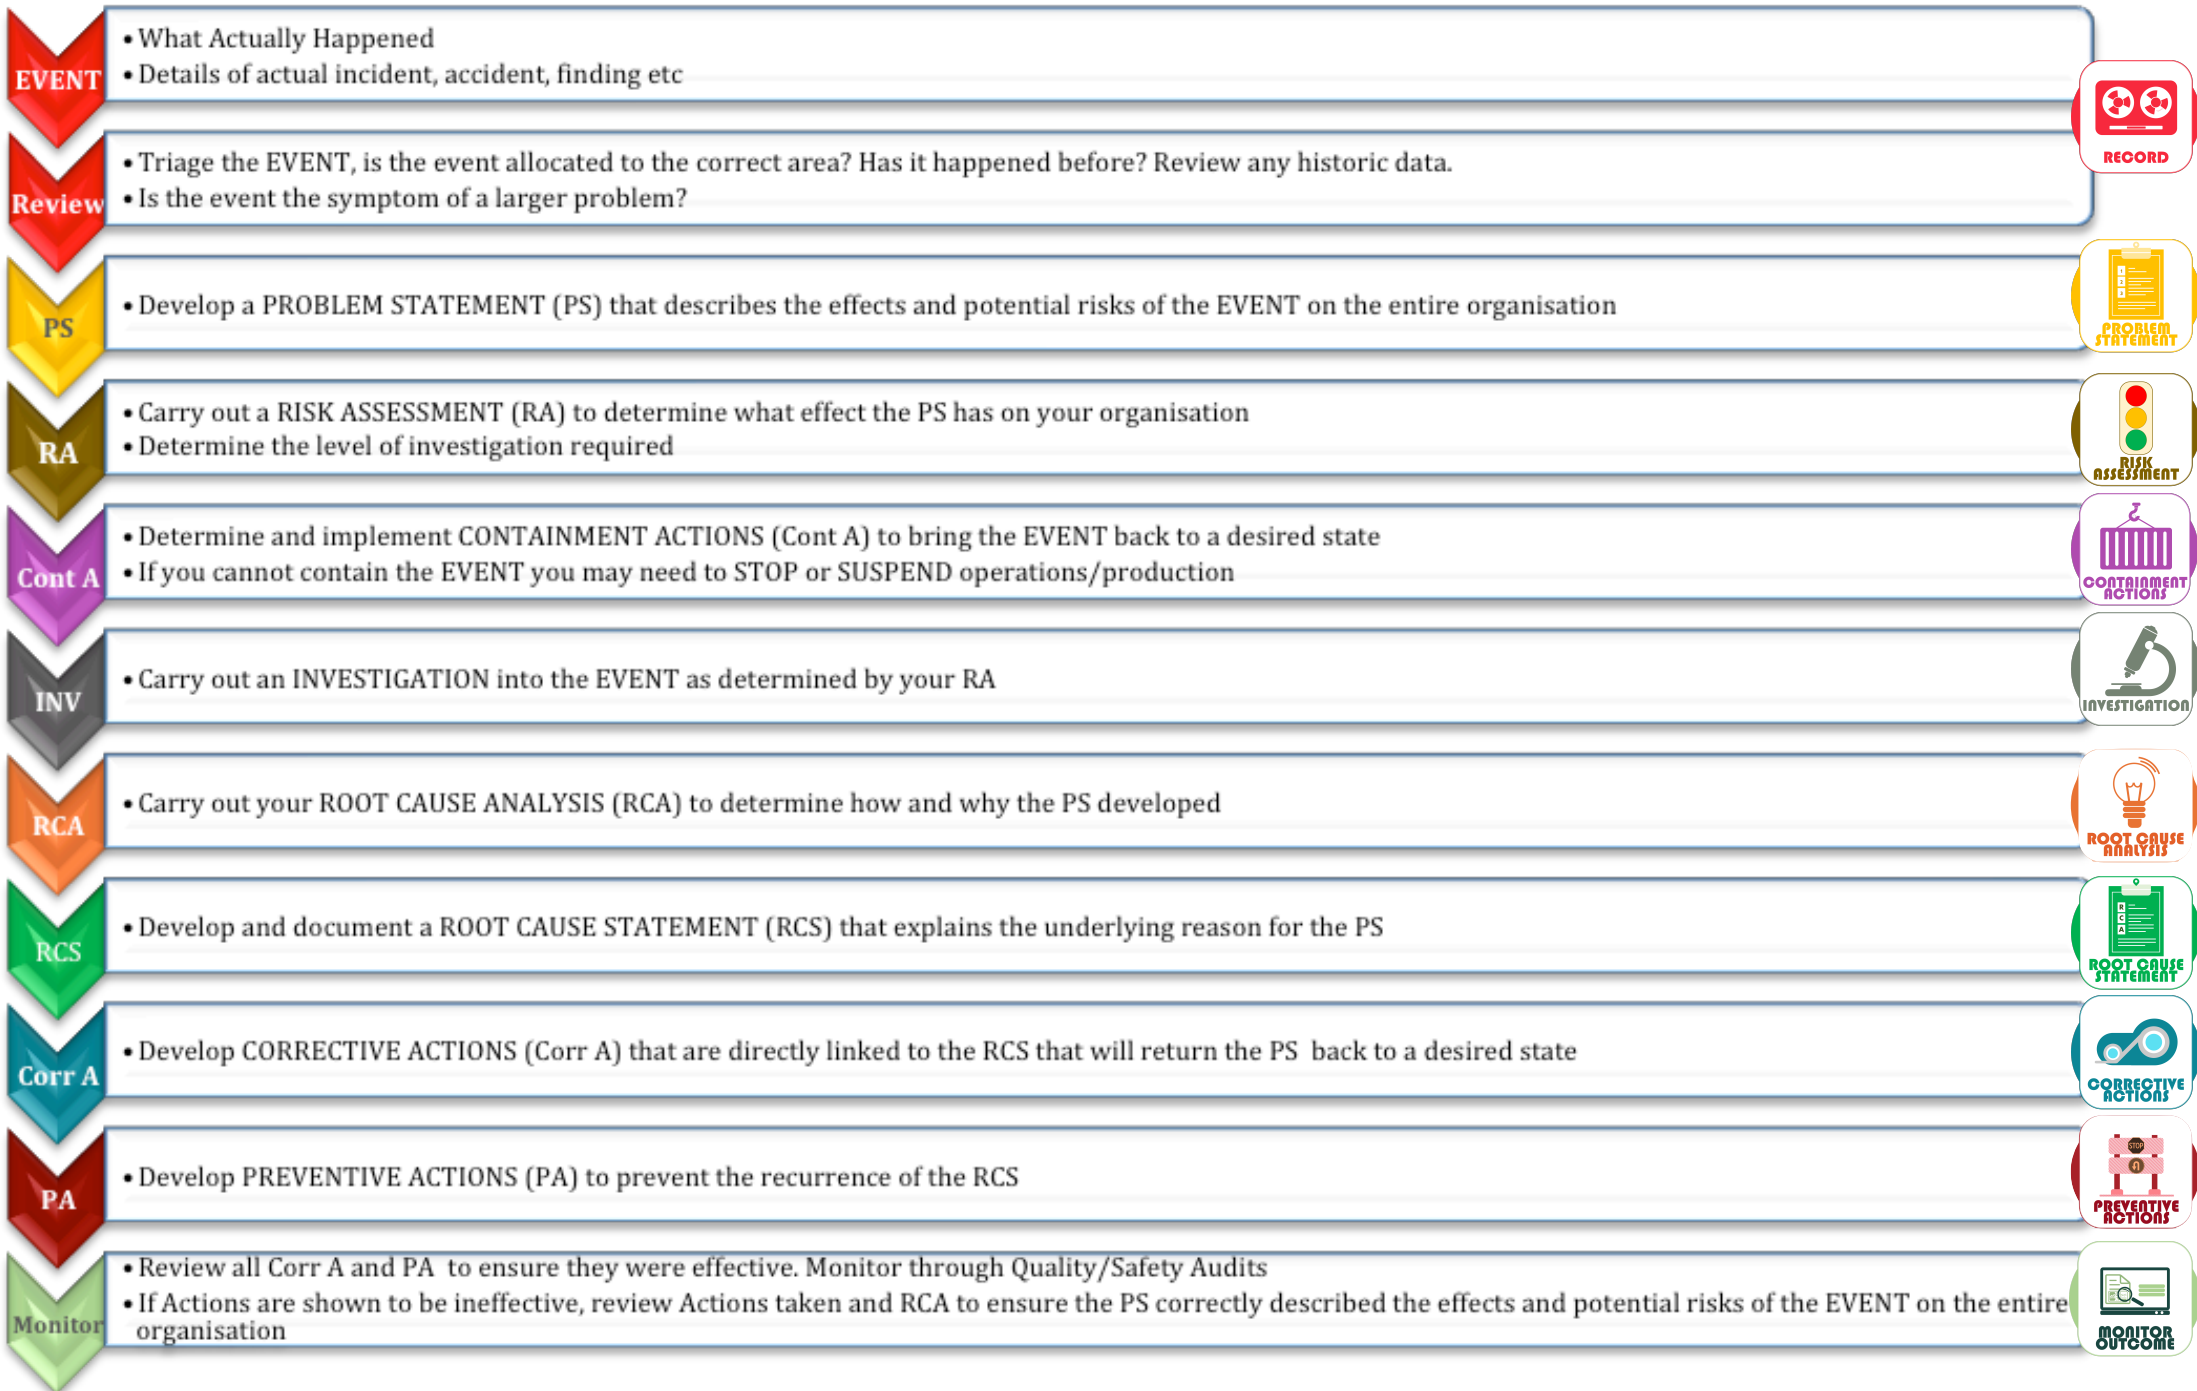 EVENT
• What Actually Happened
• Details of actual incident, accident, finding etc
RECORD
Review
• Triage the EVENT, is the event allocated to the correct area? Has it happened before? Review any historic data.
• Is the event the symptom of a larger problem?
PS
• Develop a PROBLEM STATEMENT (PS) that describes the effects and potential risks of the EVENT on the entire organisation
1
2
3
PROBLEM
STATEMENT
RA
• Carry out a RISK ASSESSMENT (RA) to determine what effect the PS has on your organisation
• Determine the level of investigation required
RISK
ASSESSMENT
Cont A
• Determine and implement CONTAINMENT ACTIONS (Cont A) to bring the EVENT back to a desired state
• If you cannot contain the EVENT you may need to STOP or SUSPEND operations/production
CONTAINMENT
ACTIONS
INV
• Carry out an INVESTIGATION into the EVENT as determined by your RA
INVESTIGATION
RCA
• Carry out your ROOT CAUSE ANALYSIS (RCA) to determine how and why the PS developed
ROOT CAUSE
ANALYSIS
RCS
• Develop and document a ROOT CAUSE STATEMENT (RCS) that explains the underlying reason for the PS
R
C
A
ROOT CAUSE
STATEMENT
Corr A
• Develop CORRECTIVE ACTIONS (Corr A) that are directly linked to the RCS that will return the PS  back to a desired state
CORRECTIVE
ACTIONS
PA
• Develop PREVENTIVE ACTIONS (PA) to prevent the recurrence of the RCS
STOP
PREVENTIVE
ACTIONS
Monitor
• Review all Corr A and PA  to ensure they were effective. Monitor through Quality/Safety Audits
• If Actions are shown to be ineffective, review Actions taken and RCA to ensure the PS correctly described the effects and potential risks of the EVENT on the entire
organisation
MONITOR
OUTCOME